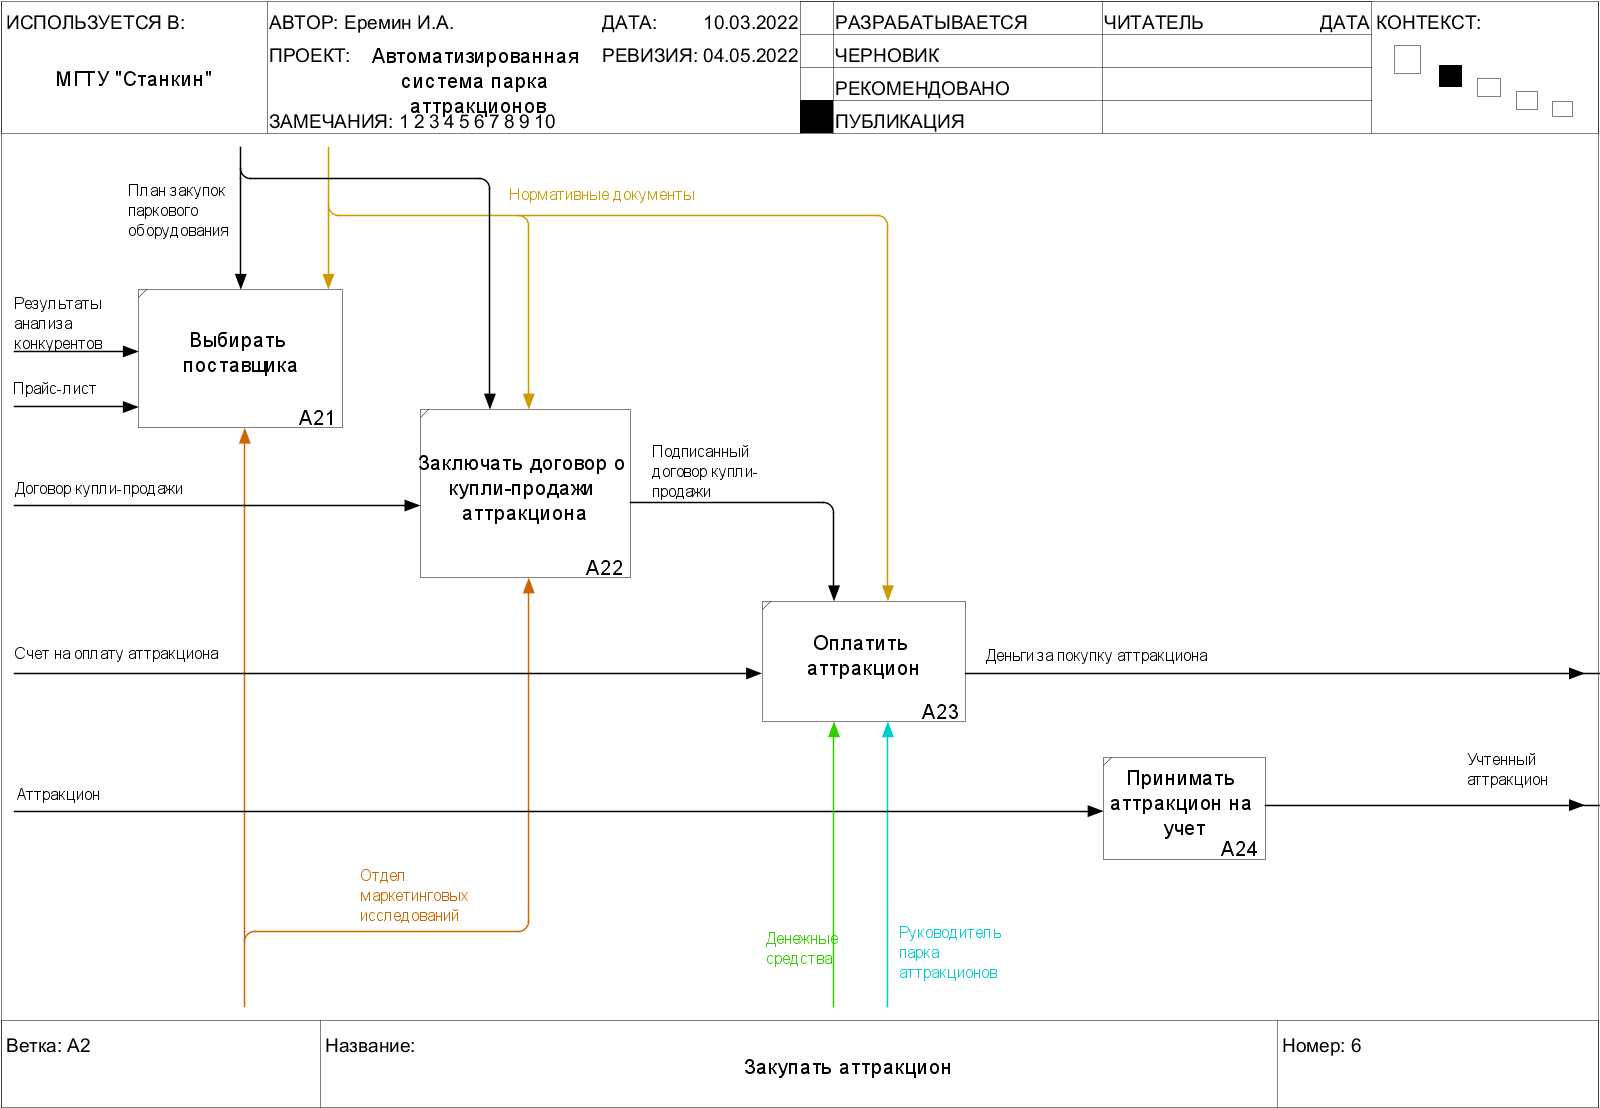 ИСПОЛЬЗУЕТСЯ В:
МГТУ "Станкин"
АВТОР: Еремин И.А.
ДАТА: 10.03.2022
ПРОЕКТ: Автоматизированная
система парка
аттракционов
РЕВИЗИЯ: 04.05.2022
ЗАМЕЧАНИЯ: 1 2 3 4 5 6 7 8 9 10
РАЗРАБАТЫВАЕТСЯ
ЧЕРНОВИК
РЕКОМЕНДОВАНО
ПУБЛИКАЦИЯ
ЧИТАТЕЛЬ
ДАТА
КОНТЕКСТ:
План закупок
паркового
оборудования
Нормативные документы
Результаты
анализа
конкурентов
Прайс-лист
Выбирать
поставщика
A21
Договор купли-продажи
Заключать договор о
купли-продажи
аттракциона
A22
Подписанный
договор купли-
продажи
Счет на оплату аттракциона
Оплатить
аттракцион
A23
Деньги за покупку аттракциона
Аттракцион
Принимать
аттракцион на
учет
A24
Учтенный
аттракцион
Отдел
маркетинговых
исследований
Денежные
средства
Руководитель
парка
аттракционов
Ветка: A2
Название:
Закупать аттракцион
Номер: 6